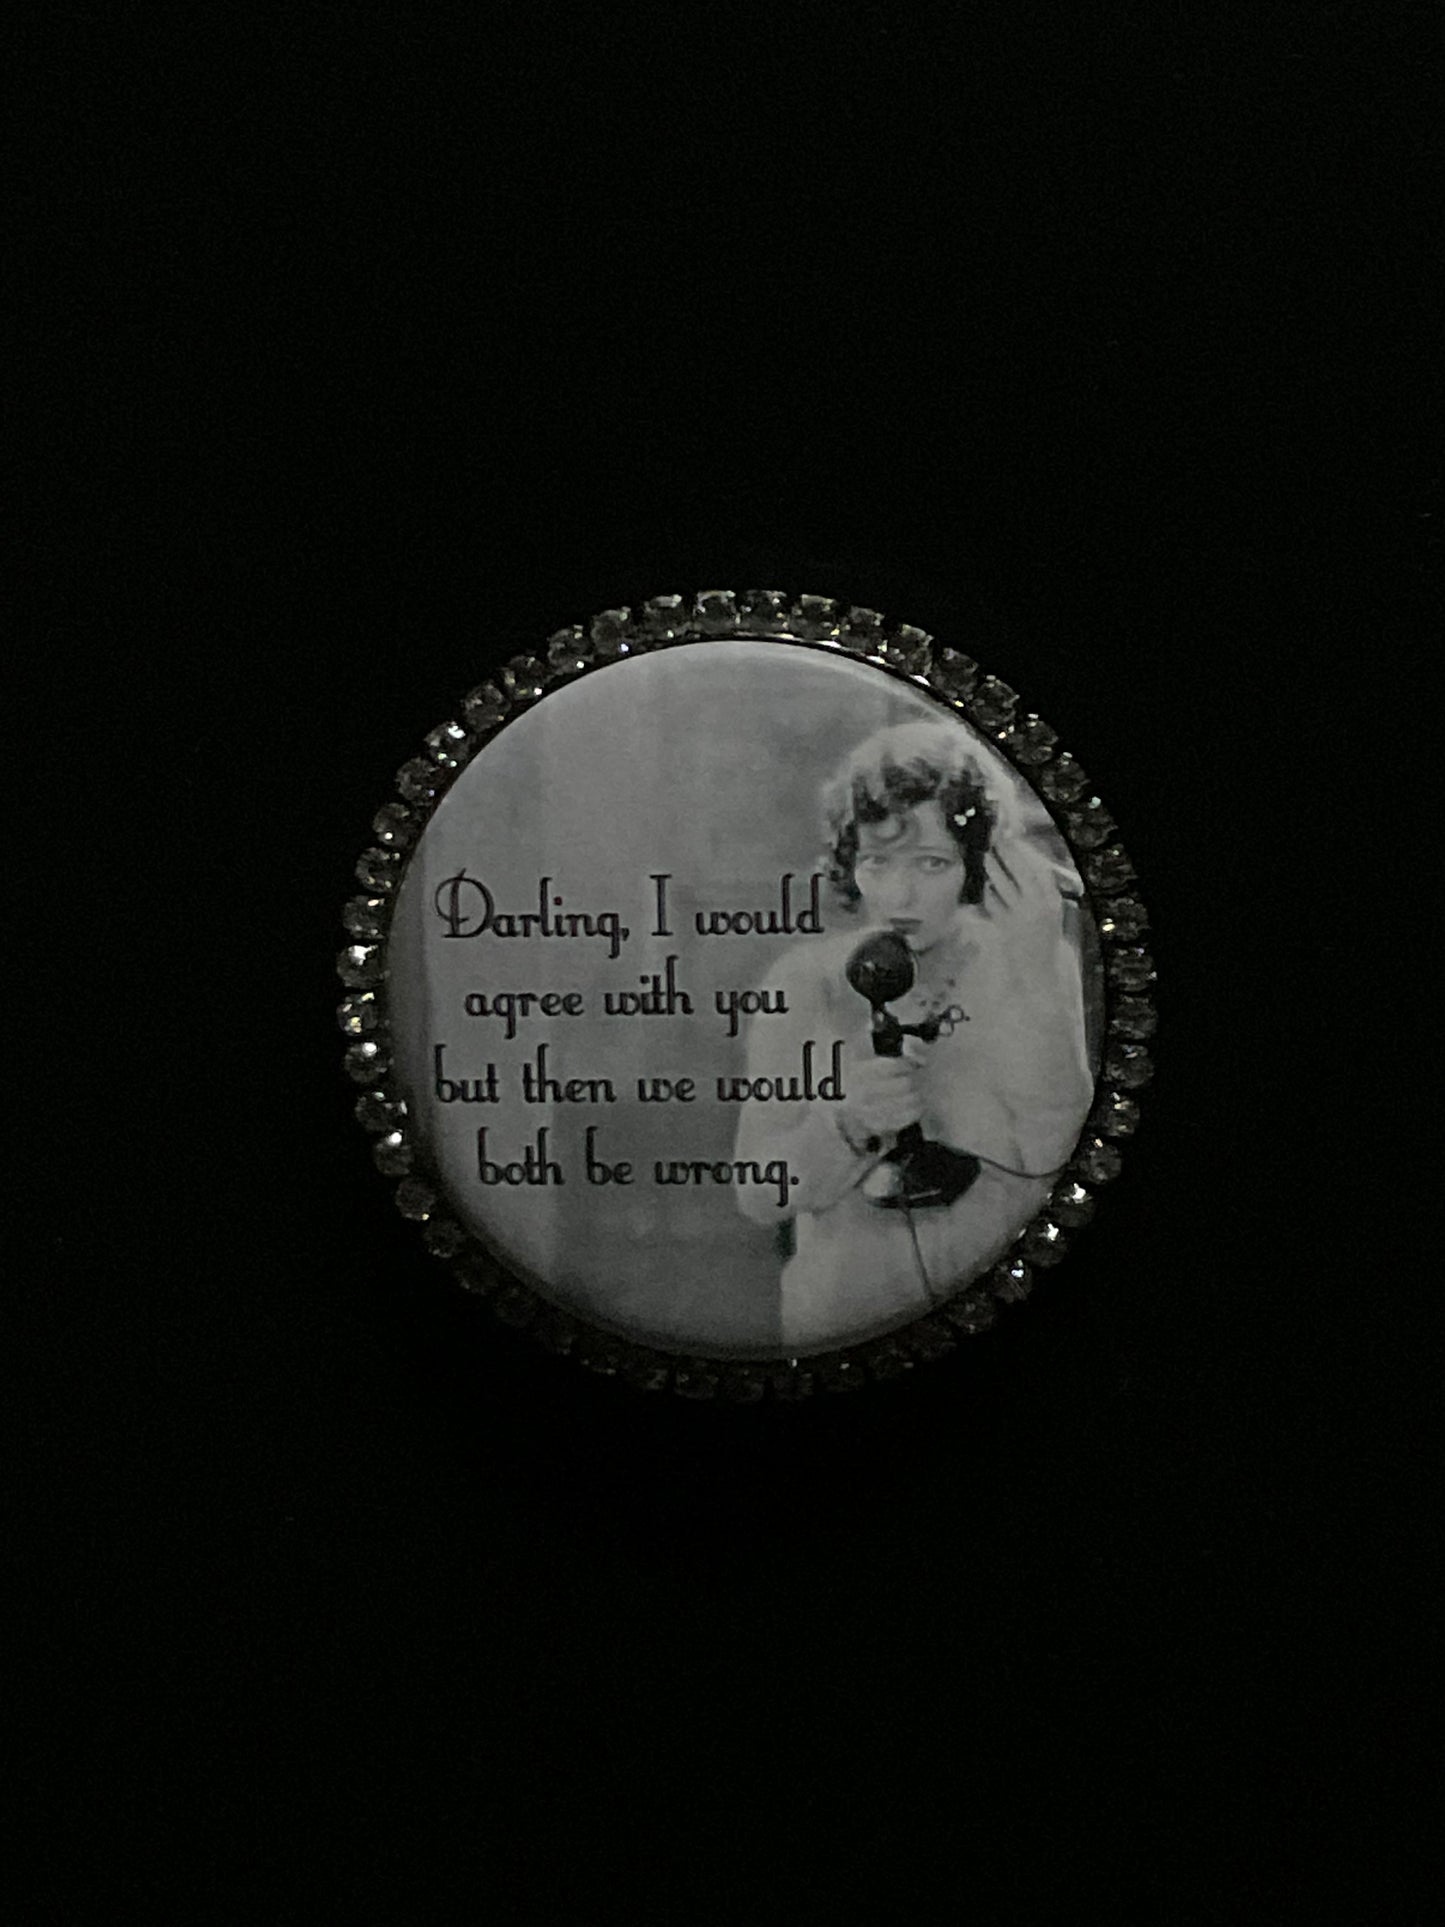 Darling, I would
agree with you
but then we would
both be wrong.